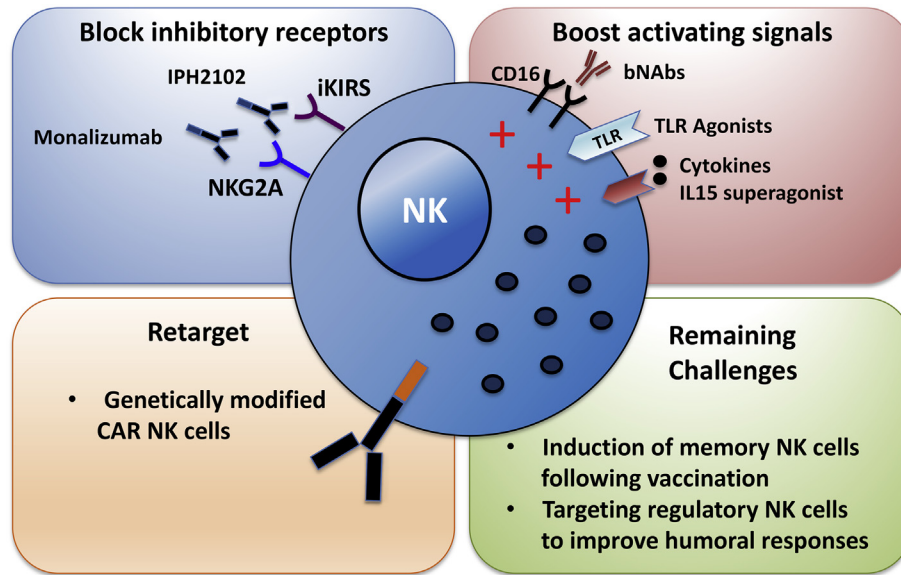 Block inhibitory receptors
IPH2102
iKIRS
Monalizumab
NKG2A
Boost activating signals
CD16
bNAbs
TLR
TLR Agonists
Cytokines
IL15 superagonist
NK
Retarget
• Genetically modified
CAR NK cells
Remaining
Challenges
• Induction of memory NK cells
following vaccination
• Targeting regulatory NK cells
to improve humoral responses